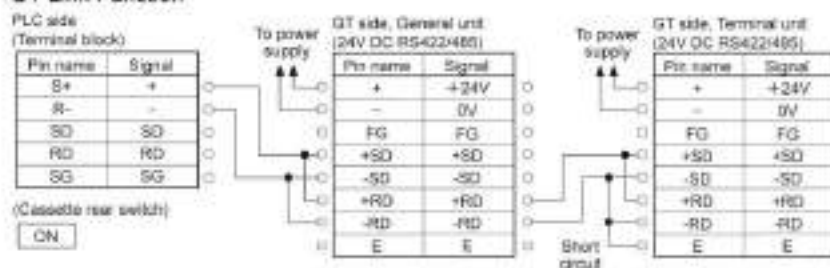 PLC side
(Terminal block)
Pin name Signal
S+ +
R- -
SD SD
RD RD
SG SG
(Cassette rear switch)
ON
To power
supply
GT side, General unit
(24V DC RS422/485)
Pin name Signal
+ +24V
- 0V
FG FG
+SD +SD
-SD -SD
+RD +RD
-RD -RD
E E
To power
supply
GT side, Terminal unit
(24V DC RS422/485)
Pin name Signal
+ +24V
- 0V
FG FG
+SD +SD
-SD -SD
+RD +RD
-RD -RD
E E
Short
circuit